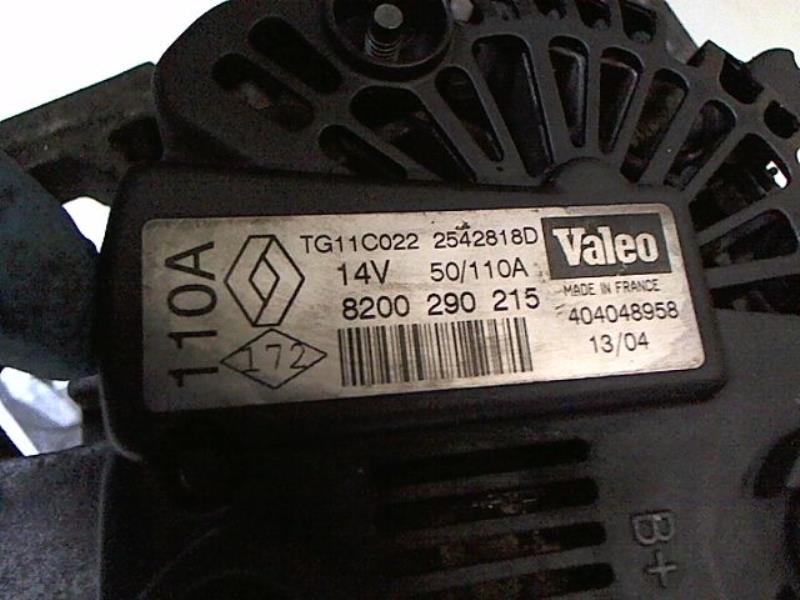 110A
TG11C022 2542818D
14V 50/110A
8200 290 215
172
Valeo
MADE IN FRANCE
404048958
13/04
B+